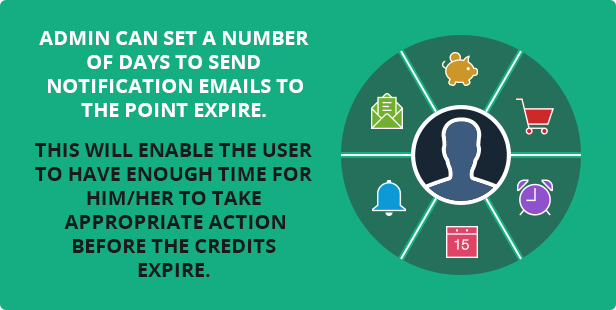 ADMIN CAN SET A NUMBER
OF DAYS TO SEND
NOTIFICATION EMAILS TO
THE POINT EXPIRE.
THIS WILL ENABLE THE USER
TO HAVE ENOUGH TIME FOR
HIM/HER TO TAKE
APPROPRIATE ACTION
BEFORE THE CREDITS
EXPIRE.
15